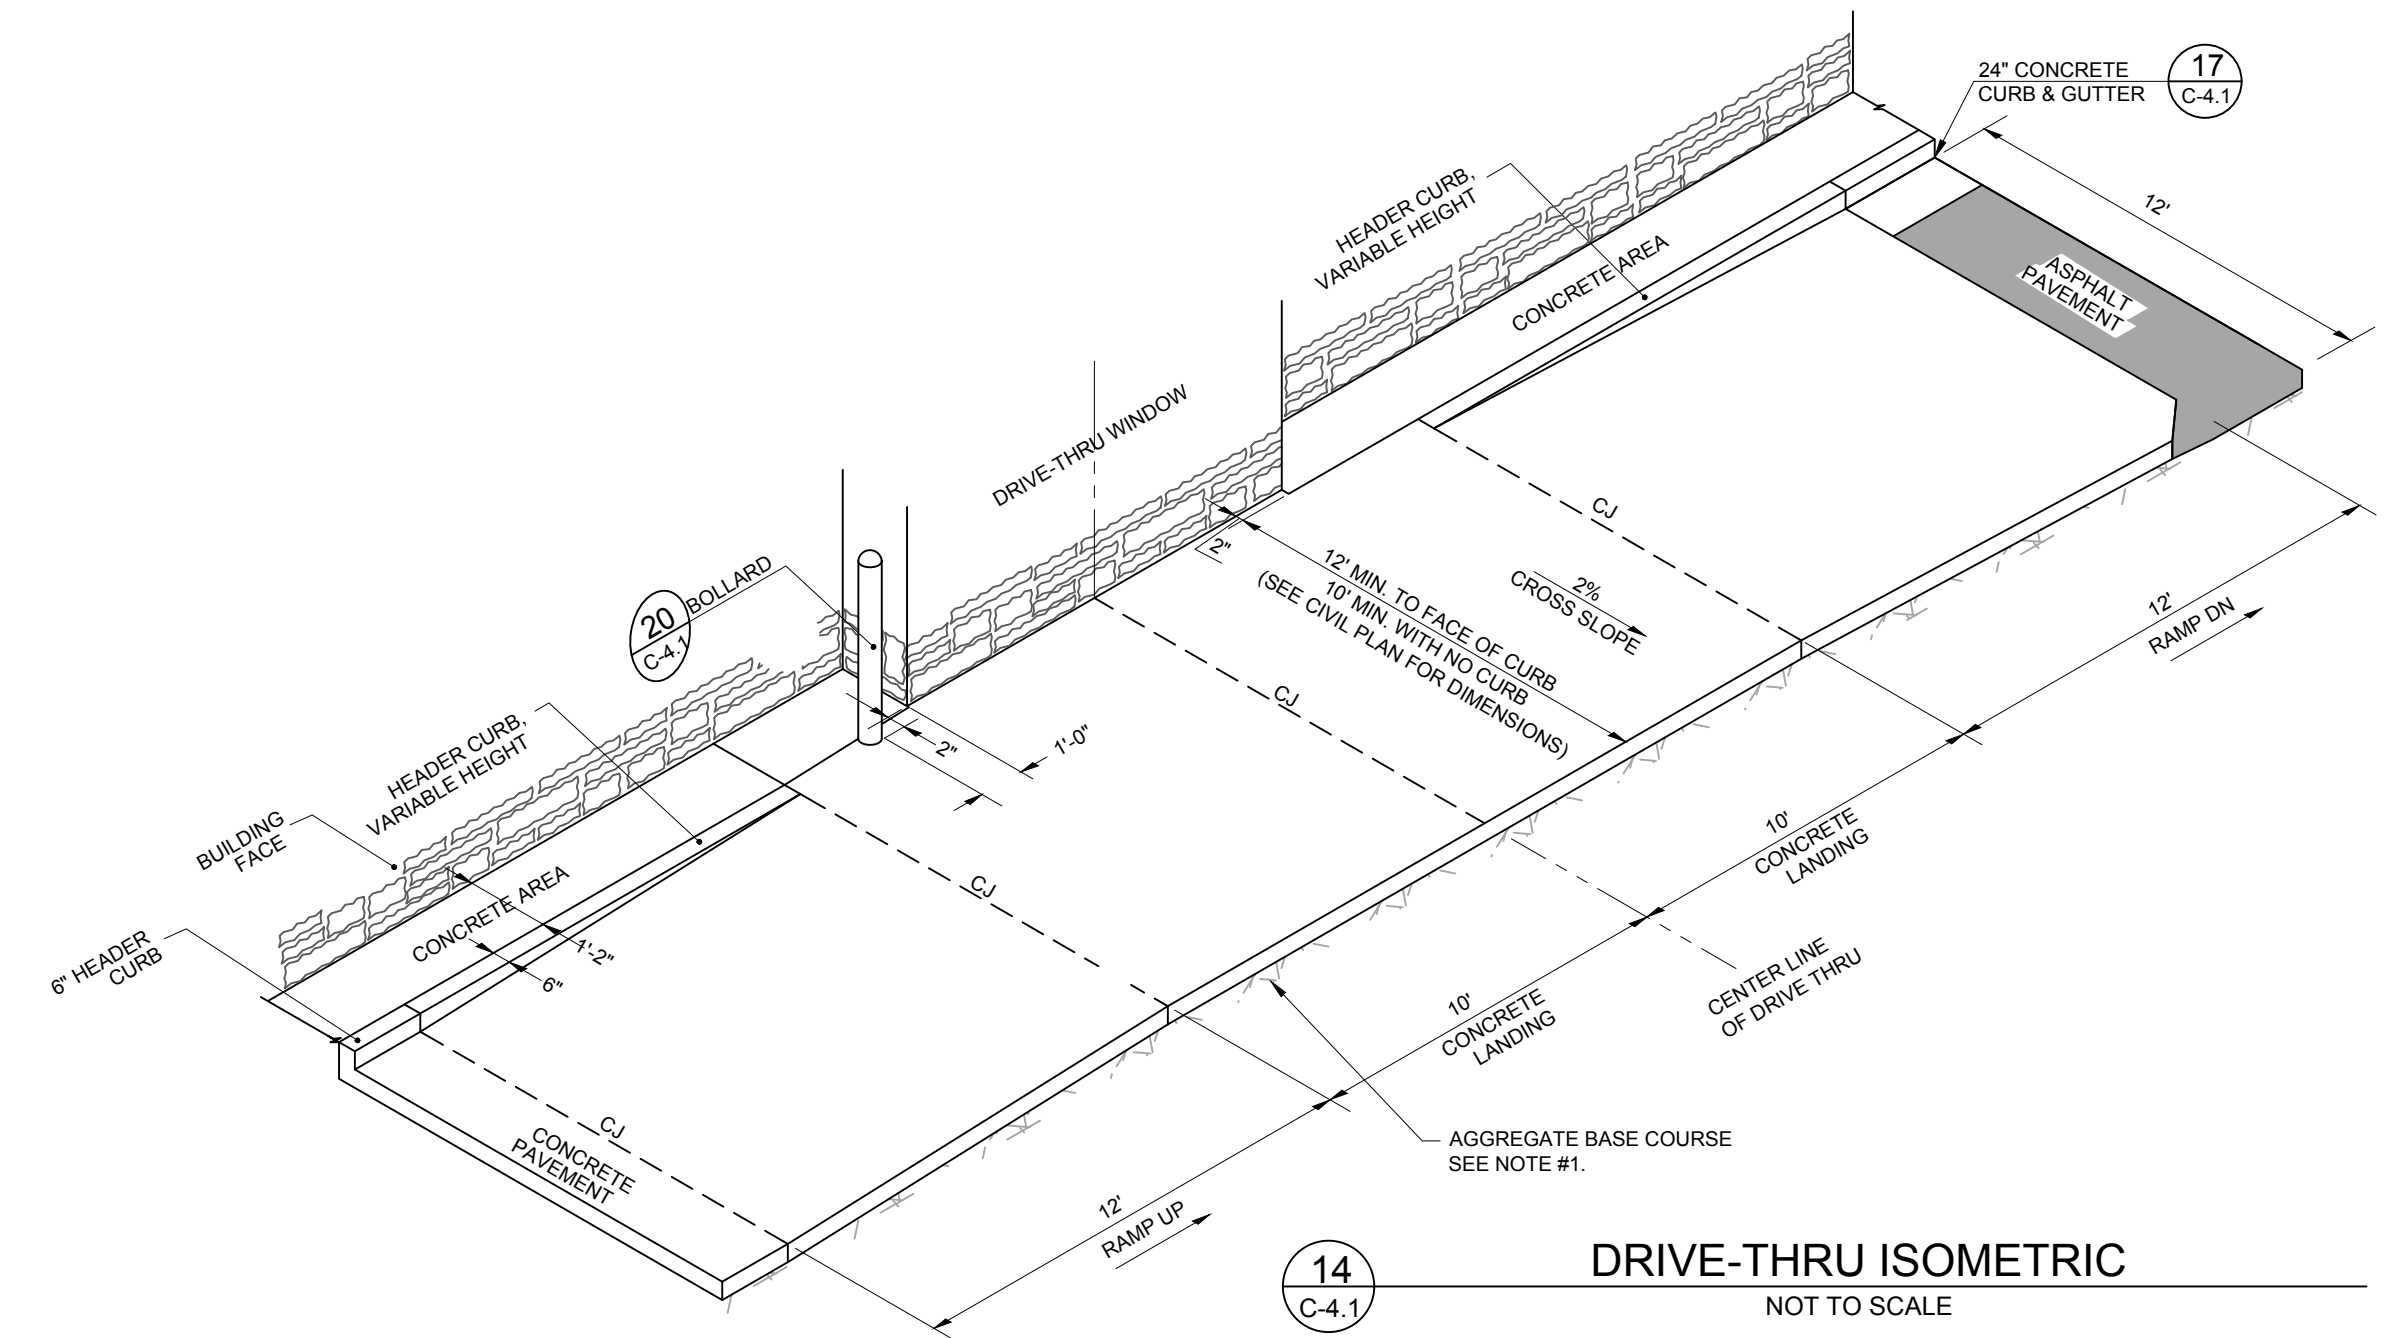 24" CONCRETE
CURB & GUTTER
17
C-4.1
12'
HEADER CURB,
VARIABLE HEIGHT
CONCRETE AREA
ASPHALT
PAVEMENT
DRIVE-THRU WINDOW
20
C-4.1
BOLLARD
2"
12' MIN. TO FACE OF CURB
10' MIN. WITH NO CURB
(SEE CIVIL PLAN FOR DIMENSIONS)
2%
CROSS SLOPE
CJ
12'
RAMP DN
CJ
HEADER CURB,
VARIABLE HEIGHT
2"
1'-0"
BUILDING
FACE
CONCRETE AREA
1'-2"
6"
6" HEADER
CURB
CJ
10'
CONCRETE
LANDING
CENTER LINE
OF DRIVE THRU
10'
CONCRETE
LANDING
CJ
CONCRETE
PAVEMENT
AGGREGATE BASE COURSE
SEE NOTE #1.
12'
RAMP UP
14
C-4.1
DRIVE-THRU ISOMETRIC
NOT TO SCALE